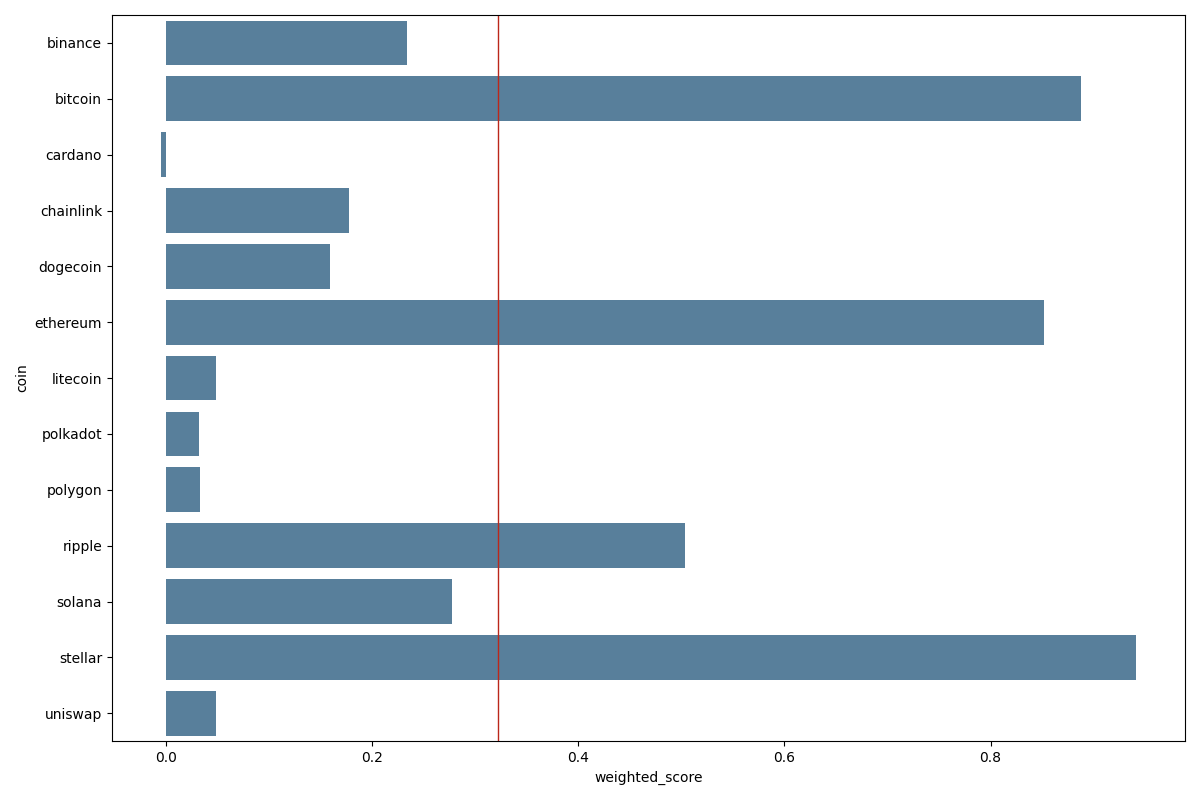 binance
bitcoin
cardano
chainlink
dogecoin
ethereum
litecoin
polkadot
polygon
ripple
solana
stellar
uniswap
coin
0.0 0.2 0.4 0.6 0.8
weighted_score